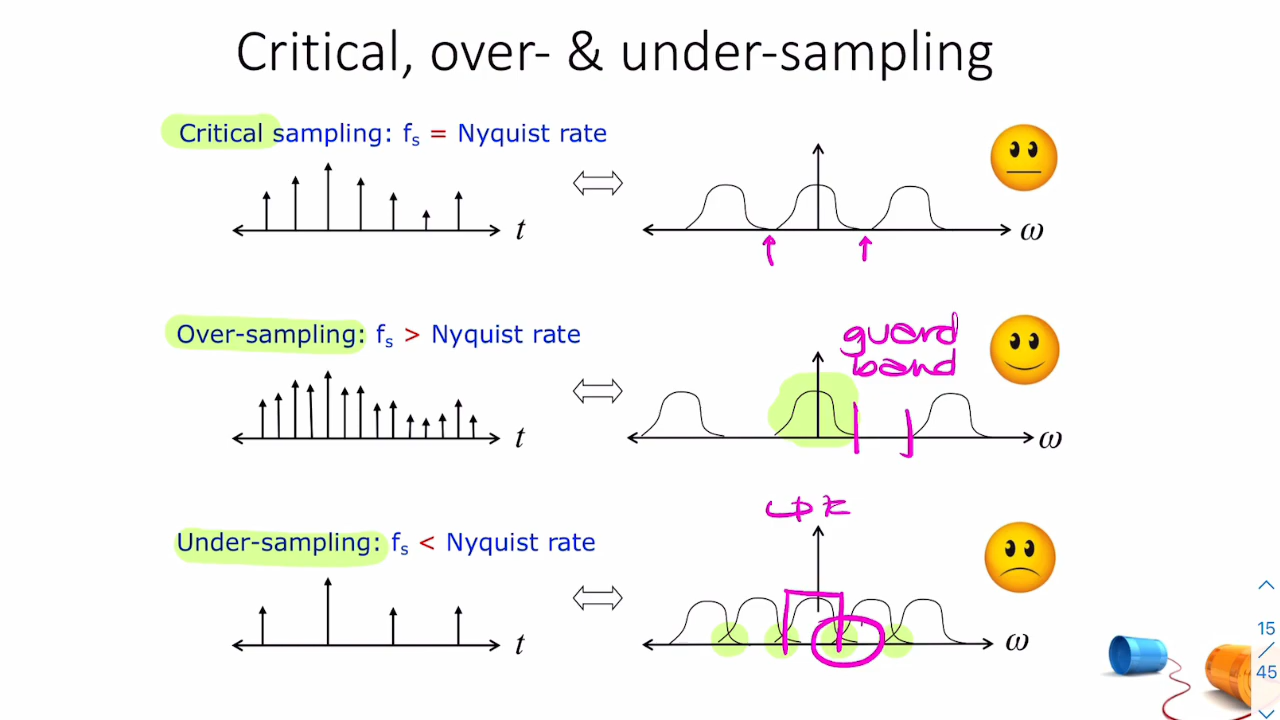 Critical, over- & under-sampling
Critical sampling: fₛ = Nyquist rate
t
ω
Over-sampling: fₛ > Nyquist rate
guard
band
t
ω
Under-sampling: fₛ < Nyquist rate
t
ω
15
/
45